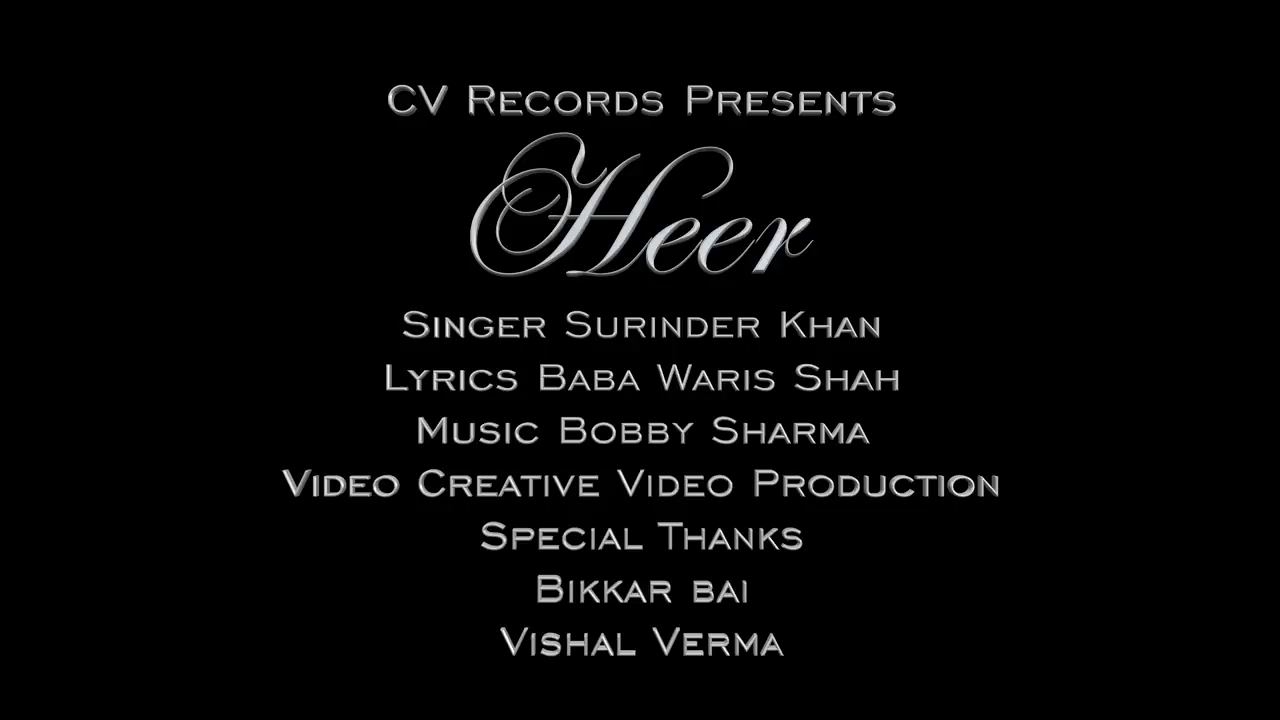 CV Records Presents
Heer
Singer Surinder Khan
Lyrics Baba Waris Shah
Music Bobby Sharma
Video Creative Video Production
Special Thanks
Bikkar bai
Vishal Verma